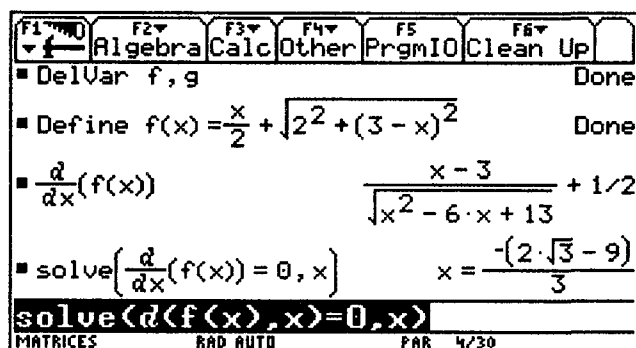 F1 F2 F3 F4 F5 F6
Algebra Calc Other PrgmIO Clean Up
DelVar f,g Done
Define f(x)=x/2 + √(2² + (3 - x)²) Done
d/dx(f(x)) (x - 3)/√(x² - 6·x + 13) + 1/2
solve(d/dx(f(x)) = 0, x) x = -(2·√3 - 9)/3
solve(d(f(x),x)=0,x)
MATRICES RAD AUTO PAR 4/30